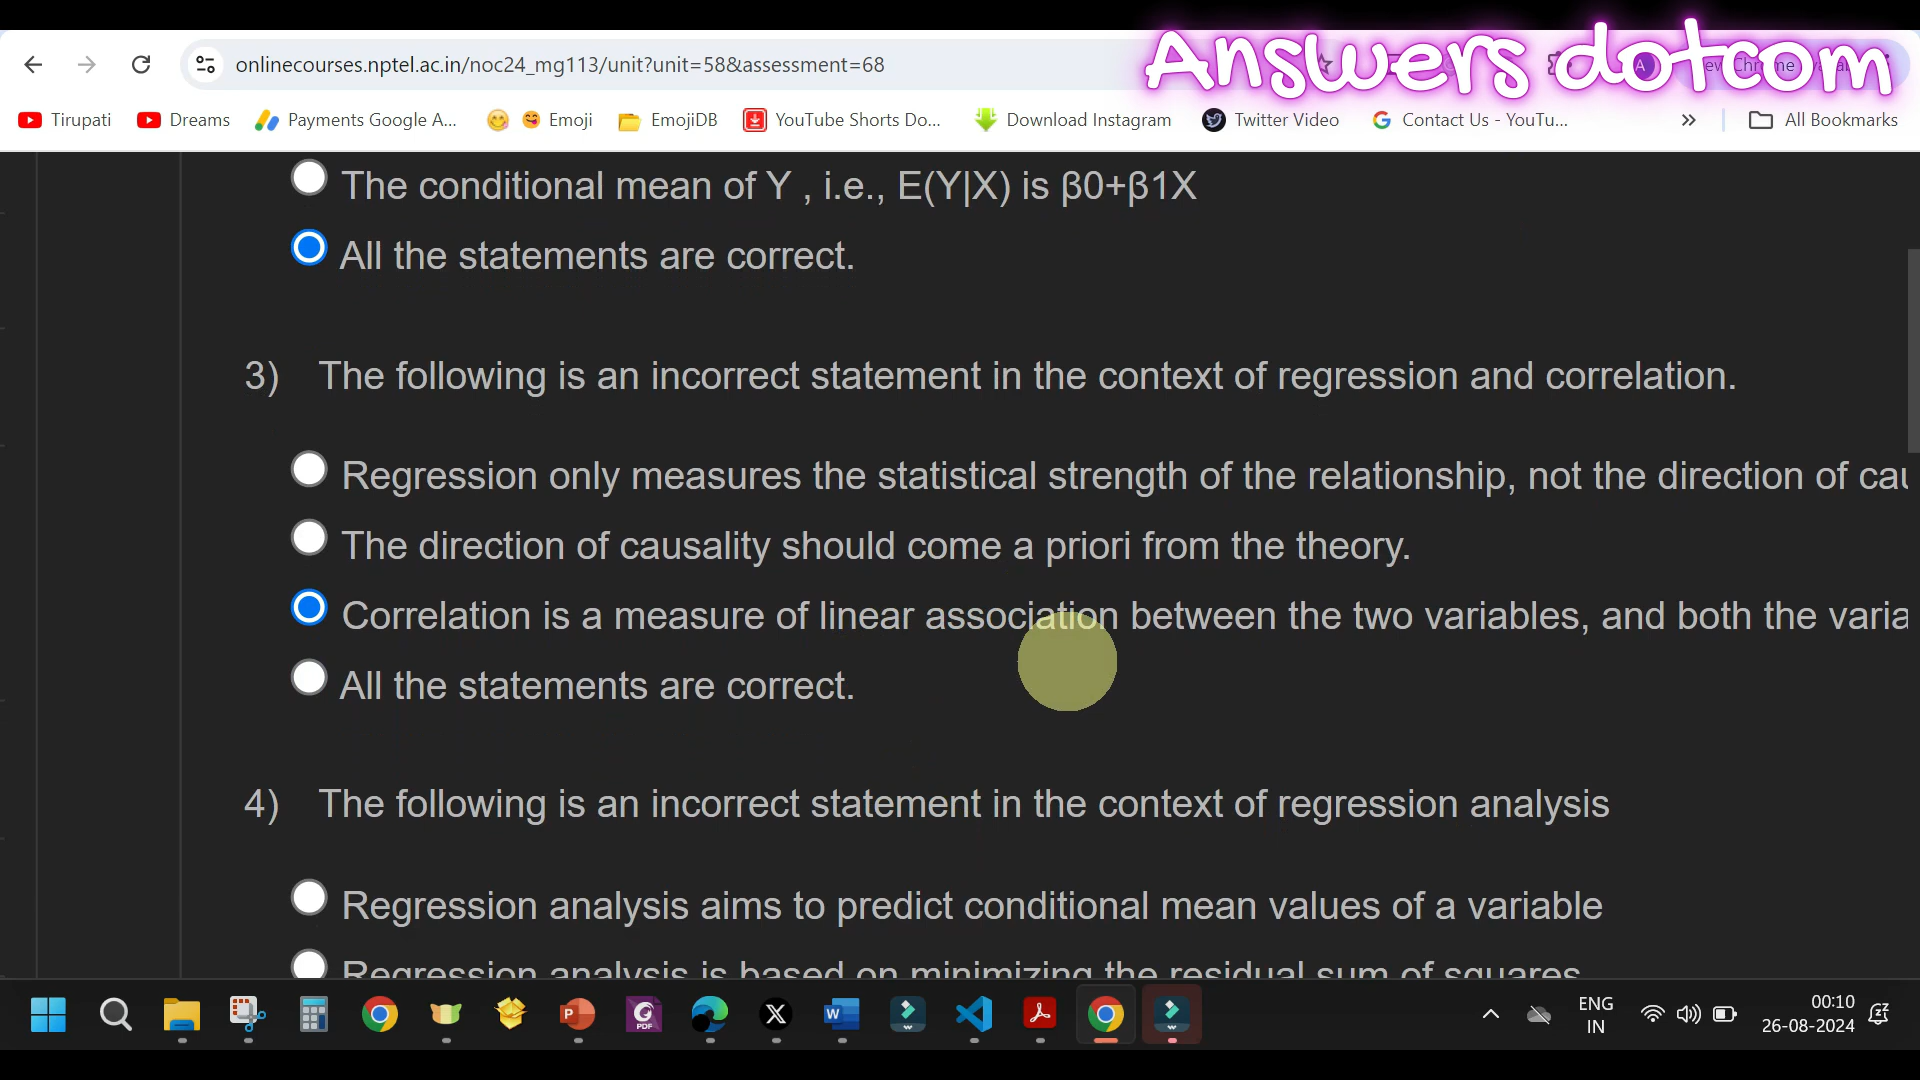 Answers dotcom
onlinecourses.nptel.ac.in/noc24_mg113/unit?unit=58&assessment=68
Tirupati
Dreams
Payments Google A...
Emoji
EmojiDB
YouTube Shorts Do...
Download Instagram
Twitter Video
Contact Us - YouTu...
All Bookmarks
The conditional mean of Y , i.e., E(Y|X) is β0+β1X
All the statements are correct.
3) The following is an incorrect statement in the context of regression and correlation.
Regression only measures the statistical strength of the relationship, not the direction of cau
The direction of causality should come a priori from the theory.
Correlation is a measure of linear association between the two variables, and both the varia
All the statements are correct.
4) The following is an incorrect statement in the context of regression analysis
Regression analysis aims to predict conditional mean values of a variable
Regression analysis is based on minimizing the residual sum of squares
ENG
IN
00:10
26-08-2024